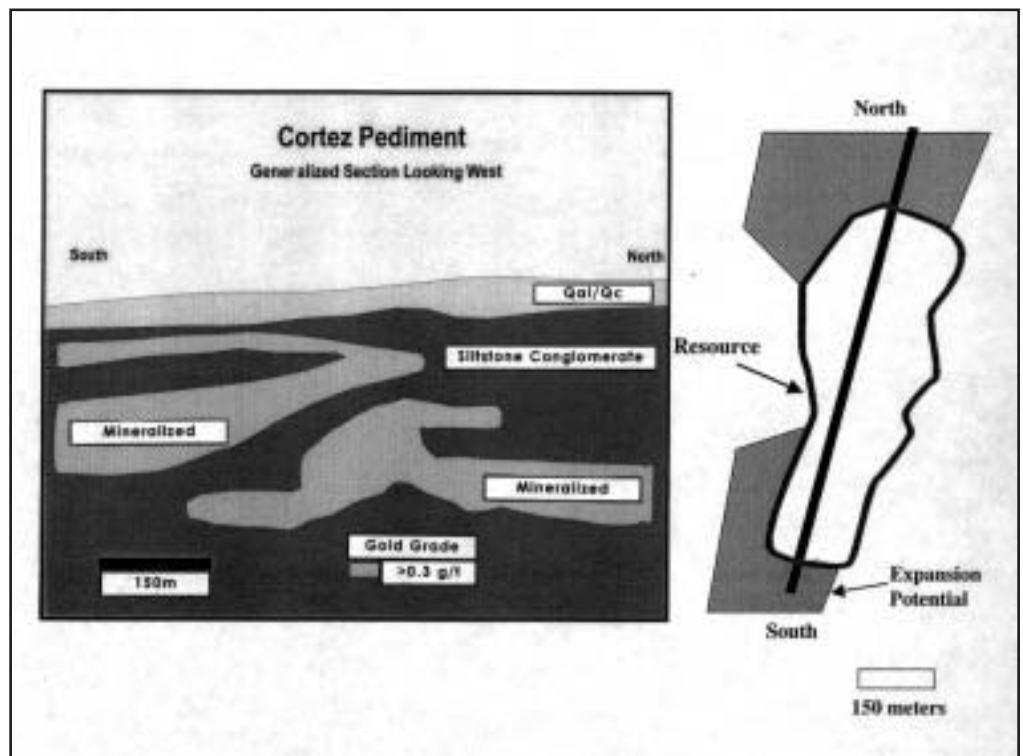 Cortez Pediment
Generalized Section Looking West
South
North
Qal/Qc
Siltstone Conglomerate
Mineralized
Mineralized
Gold Grade
>0.3 g/t
150m
North
Resource
Expansion
Potential
South
150 meters